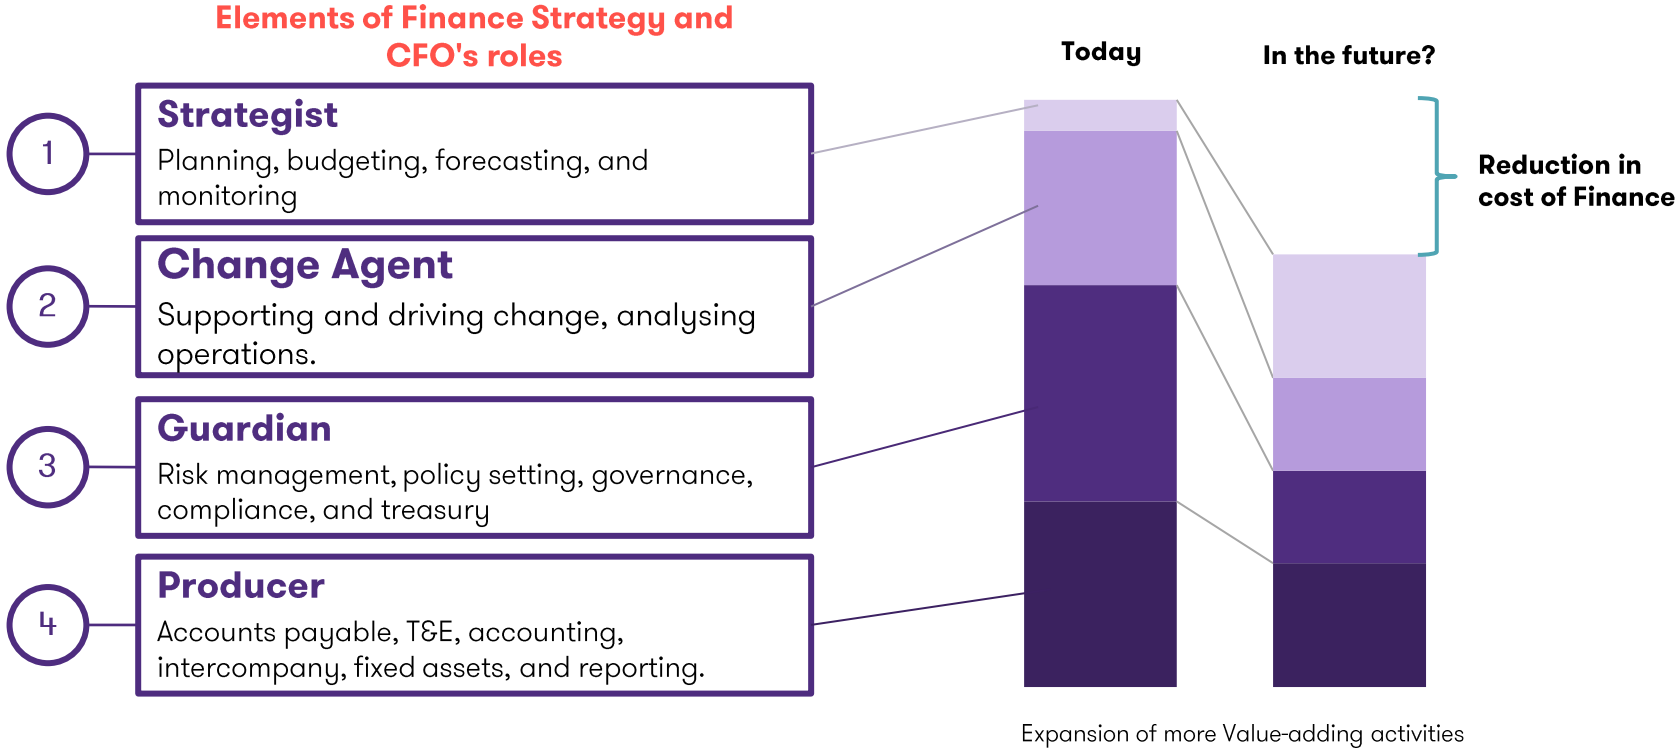 Elements of Finance Strategy and
CFO's roles
1
Strategist
Planning, budgeting, forecasting, and
monitoring
2
Change Agent
Supporting and driving change, analysing
operations.
3
Guardian
Risk management, policy setting, governance,
compliance, and treasury
4
Producer
Accounts payable, T&E, accounting,
intercompany, fixed assets, and reporting.
Today
In the future?
Reduction in
cost of Finance
Expansion of more Value-adding activities